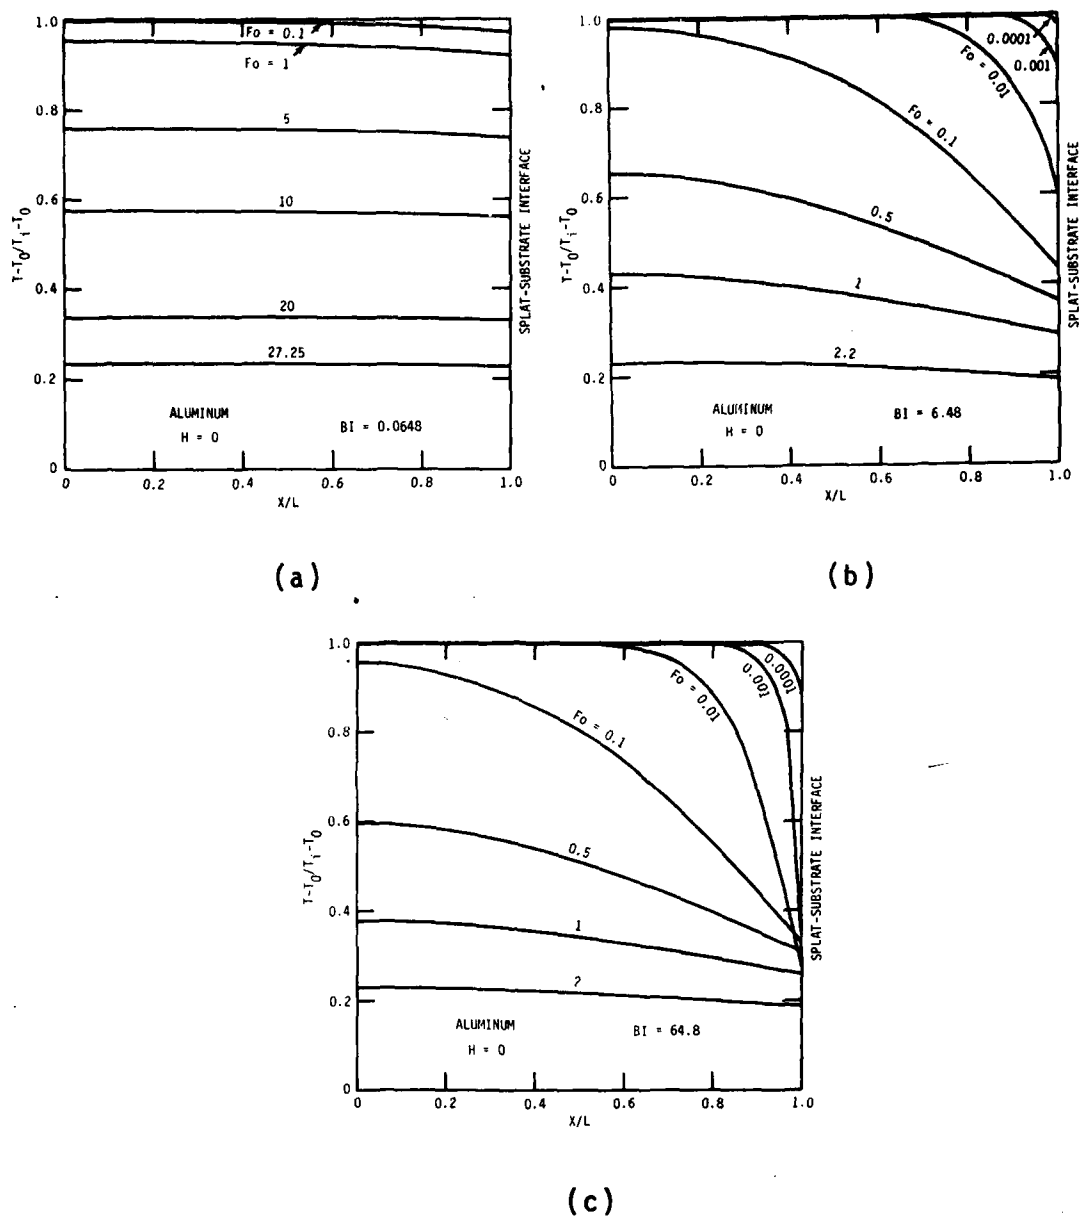 1.0
0.8
0.6
0.4
0.2
0
T-T0/Ti-T0
Fo = 0.1
Fo = 1
5
10
20
27.25
ALUMINUM
H = 0
BI = 0.0648
0 0.2 0.4 0.6 0.8 1.0
X/L
SPLAT-SUBSTRATE INTERFACE
(a)
1.0
0.8
0.6
0.4
0.2
0
T-T0/Ti-T0
0.0001
0.001
Fo = 0.01
Fo = 0.1
0.5
1
2.2
ALUMINUM
H = 0
BI = 6.48
0 0.2 0.4 0.6 0.8 1.0
X/L
SPLAT-SUBSTRATE INTERFACE
(b)
1.0
0.8
0.6
0.4
0.2
0
T-T0/Ti-T0
0.0001
0.001
Fo = 0.01
Fo = 0.1
0.5
1
2
ALUMINUM
H = 0
BI = 64.8
0 0.2 0.4 0.6 0.8 1.0
X/L
SPLAT-SUBSTRATE INTERFACE
(c)